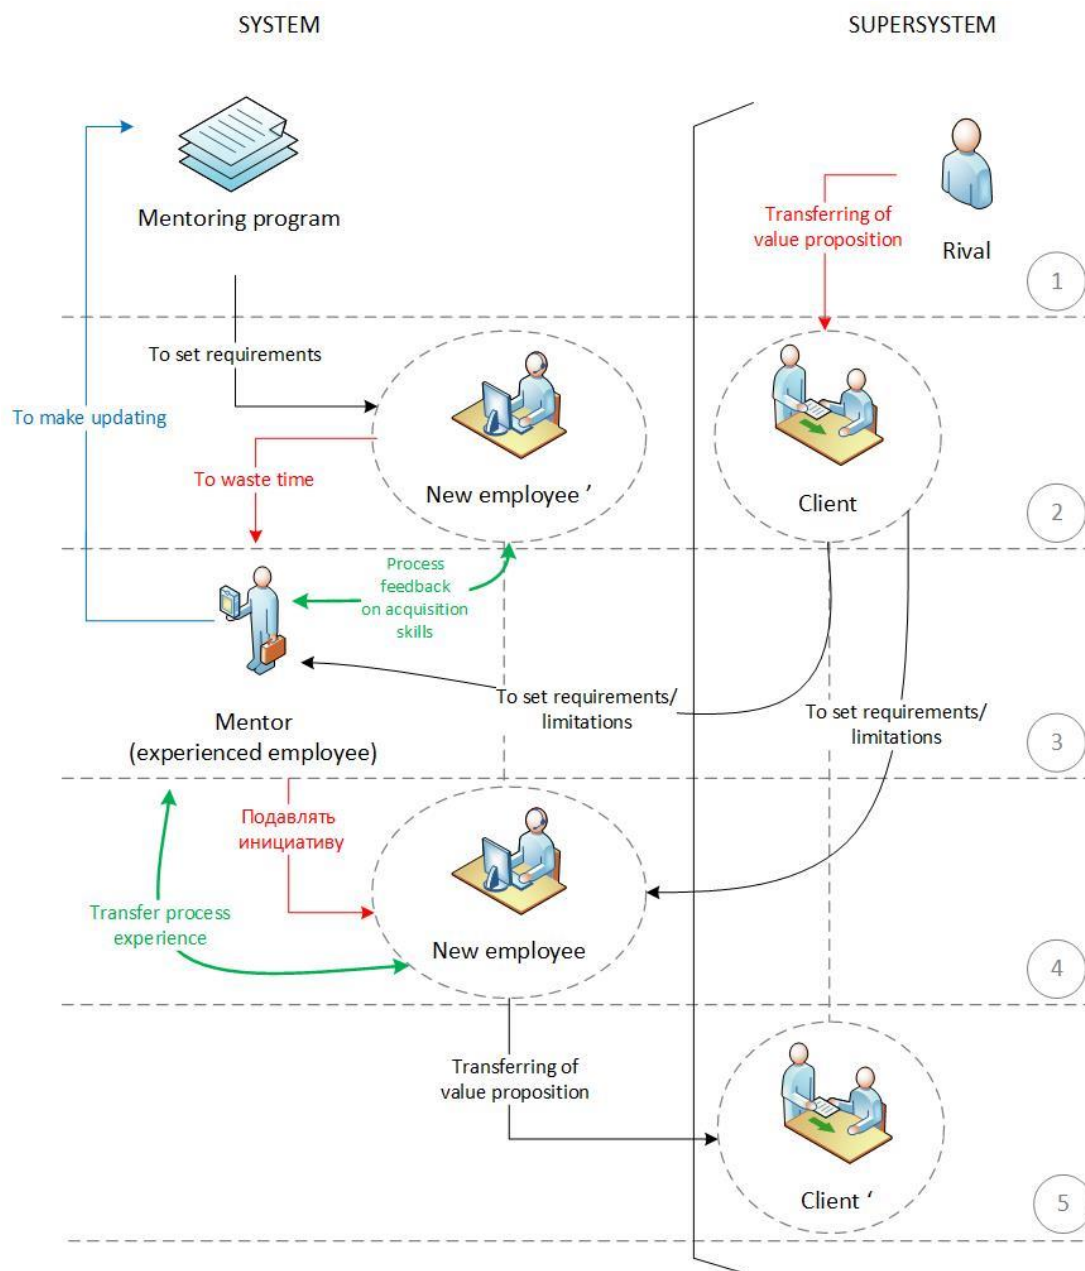 SYSTEM
SUPERSYSTEM
Mentoring program
Transferring of
value proposition
Rival
1
To set requirements
To make updating
To waste time
New employee ’
Client
2
Process
feedback
on acquisition
skills
To set requirements/
limitations
To set requirements/
limitations
Mentor
(experienced employee)
3
Подавлять
инициативу
Transfer process
experience
New employee
4
Transferring of
value proposition
Client ‘
5